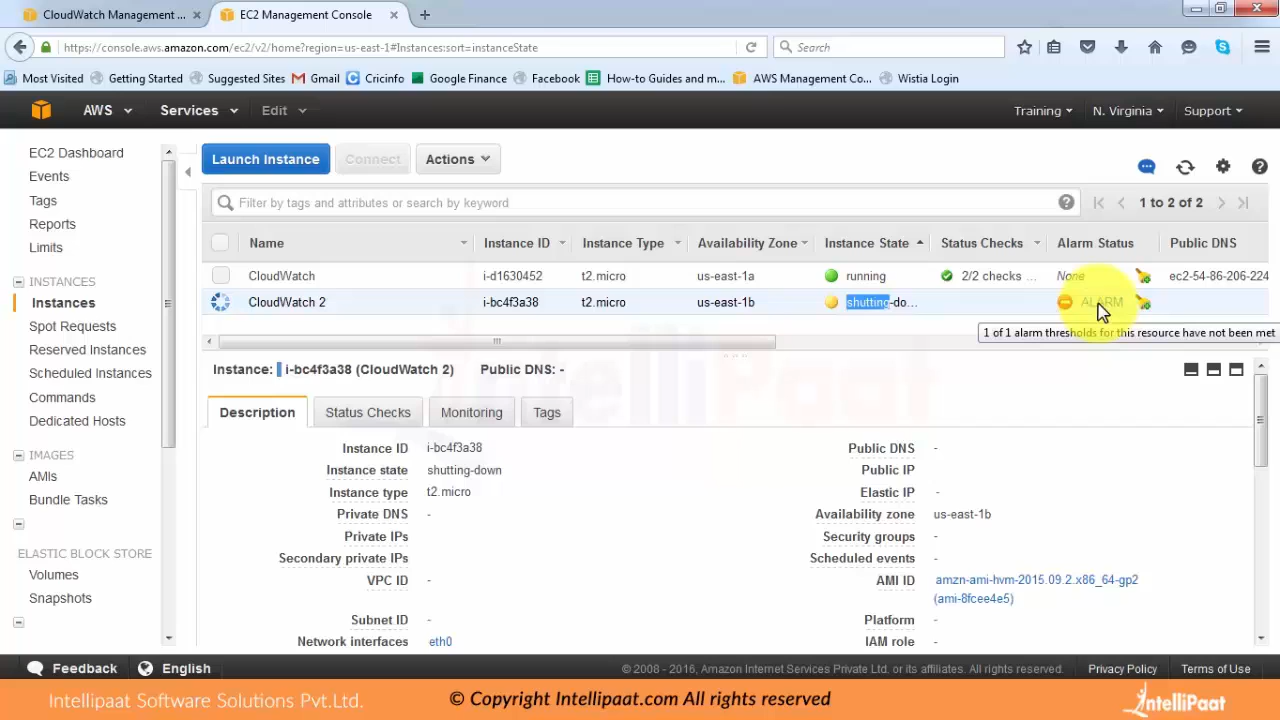 CloudWatch Management ...
EC2 Management Console
https://console.aws.amazon.com/ec2/v2/home?region=us-east-1#Instances:sort=instanceState
Search
Most Visited
Getting Started
Suggested Sites
Gmail
Cricinfo
Google Finance
Facebook
How-to Guides and m...
AWS Management Co...
Wistia Login
AWS
Services
Edit
Training
N. Virginia
Support
EC2 Dashboard
Events
Tags
Reports
Limits
INSTANCES
Instances
Spot Requests
Reserved Instances
Scheduled Instances
Commands
Dedicated Hosts
IMAGES
AMIs
Bundle Tasks
ELASTIC BLOCK STORE
Volumes
Snapshots
Launch Instance
Connect
Actions
Filter by tags and attributes or search by keyword
1 to 2 of 2
Name Instance ID Instance Type Availability Zone Instance State Status Checks Alarm Status Public DNS
CloudWatch i-d1630452 t2.micro us-east-1a running 2/2 checks ... None ec2-54-86-206-224
CloudWatch 2 i-bc4f3a38 t2.micro us-east-1b shutting-do... ALARM
1 of 1 alarm thresholds for this resource have not been met
Instance: i-bc4f3a38 (CloudWatch 2) Public DNS: -
Description
Status Checks
Monitoring
Tags
Instance ID i-bc4f3a38
Instance state shutting-down
Instance type t2.micro
Private DNS -
Private IPs
Secondary private IPs
VPC ID -
Subnet ID -
Network interfaces eth0
Public DNS -
Public IP -
Elastic IP -
Availability zone us-east-1b
Security groups -
Scheduled events -
AMI ID amzn-ami-hvm-2015.09.2.x86_64-gp2
(ami-8fcee4e5)
Platform -
IAM role -
Feedback
English
© 2008 - 2016, Amazon Internet Services Private Ltd. or its affiliates. All rights reserved.
Privacy Policy
Terms of Use
Intellipaat Software Solutions Pvt.Ltd.
© Copyright Intellipaat.com All rights reserved
IntelliPaat